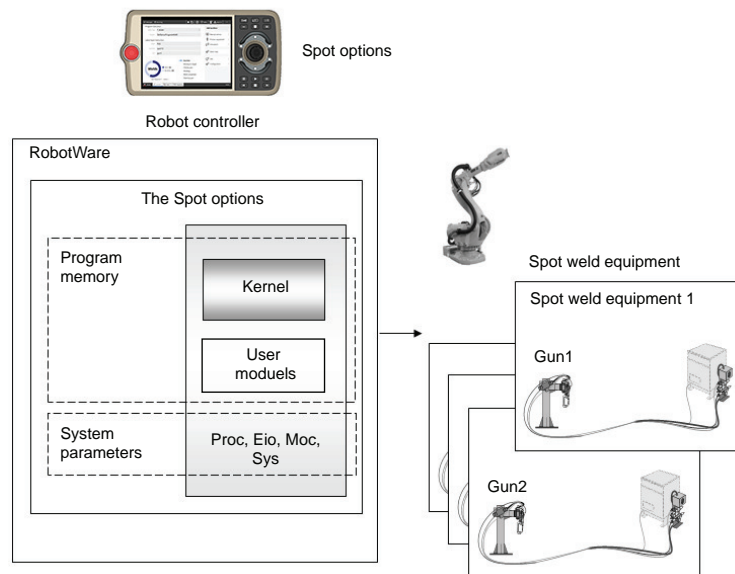 Spot options
Robot controller
RobotWare
The Spot options
Program
memory
Kernel
User
moduels
System
parameters
Proc, Eio, Moc,
Sys
Spot weld equipment
Spot weld equipment 1
Gun1
Gun2